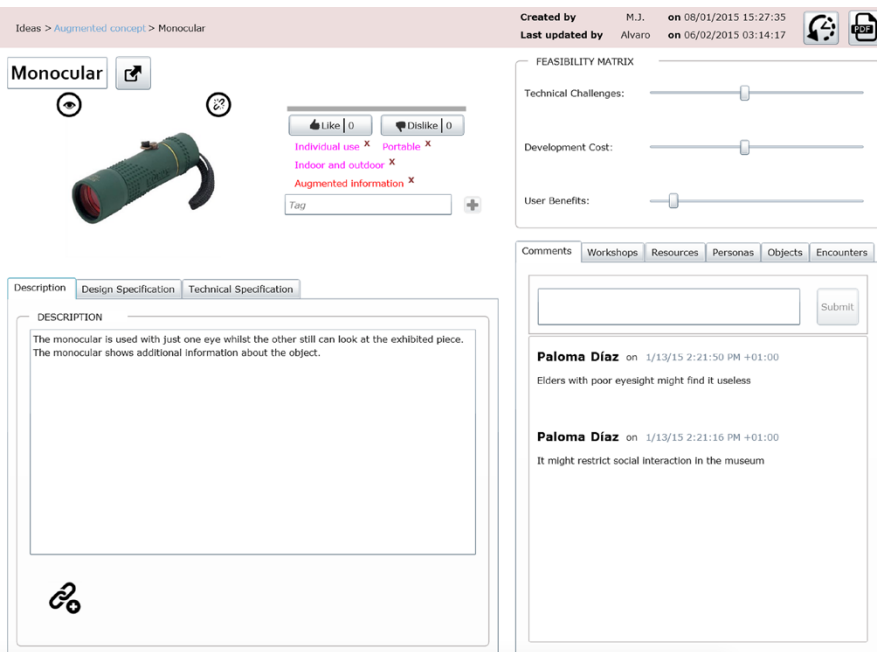 Ideas > Augmented concept > Monocular
Created by M.J. on 08/01/2015 15:27:35
Last updated by Alvaro on 06/02/2015 03:14:17
PDF
Monocular
Like 0
Dislike 0
Individual use x Portable x
Indoor and outdoor x
Augmented information x
Tag
FEASIBILITY MATRIX
Technical Challenges:
Development Cost:
User Benefits:
Description Design Specification Technical Specification
DESCRIPTION
The monocular is used with just one eye whilst the other still can look at the exhibited piece.
The monocular shows additional information about the object.
Comments Workshops Resources Personas Objects Encounters
Submit
Paloma Díaz on 1/13/15 2:21:50 PM +01:00
Elders with poor eyesight might find it useless
Paloma Díaz on 1/13/15 2:21:16 PM +01:00
It might restrict social interaction in the museum